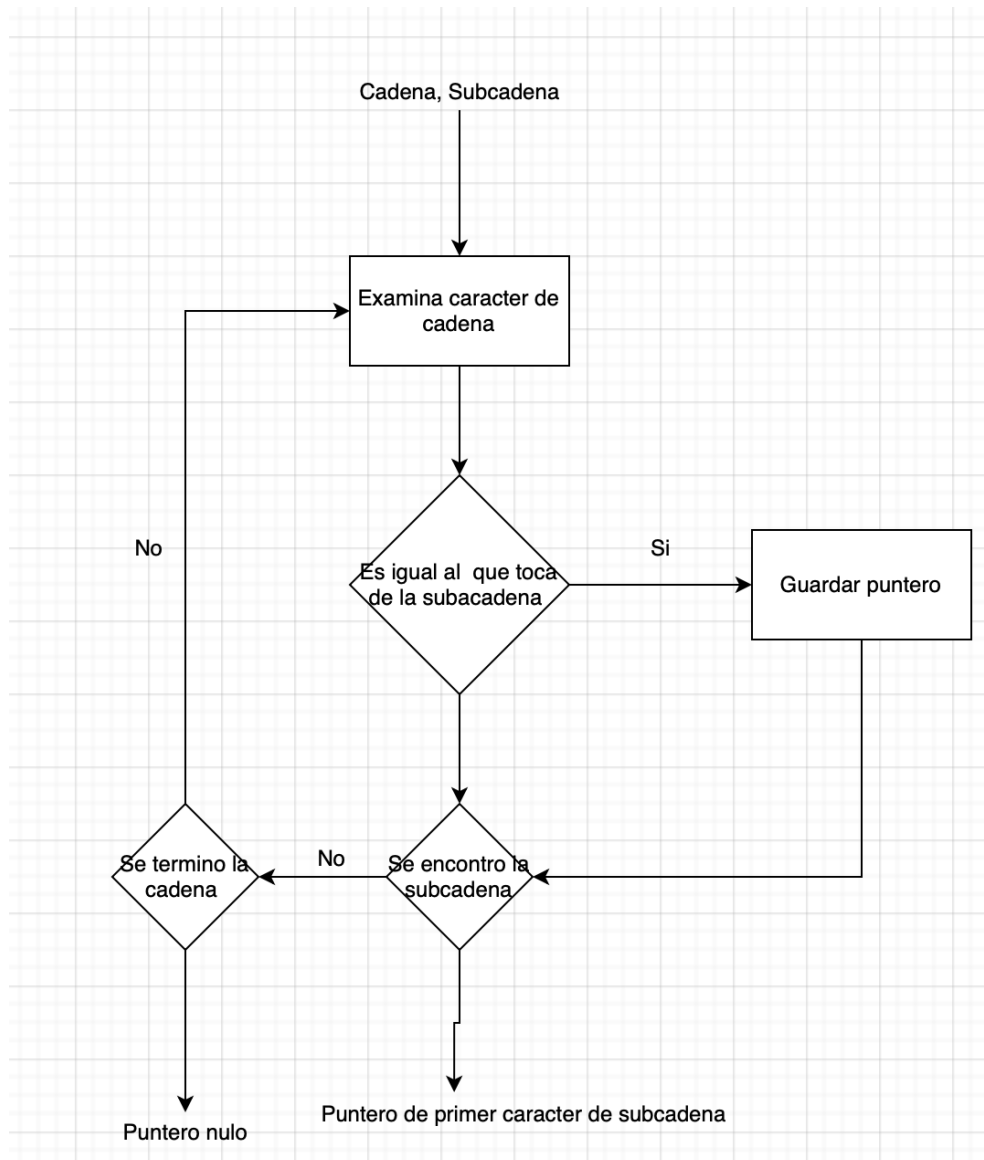 Cadena, Subcadena
Examina caracter de
cadena
No
Si
Es igual al que toca
de la subacadena
Guardar puntero
Se termino la
cadena
No
Se encontro la
subcadena
Puntero de primer caracter de subcadena
Puntero nulo